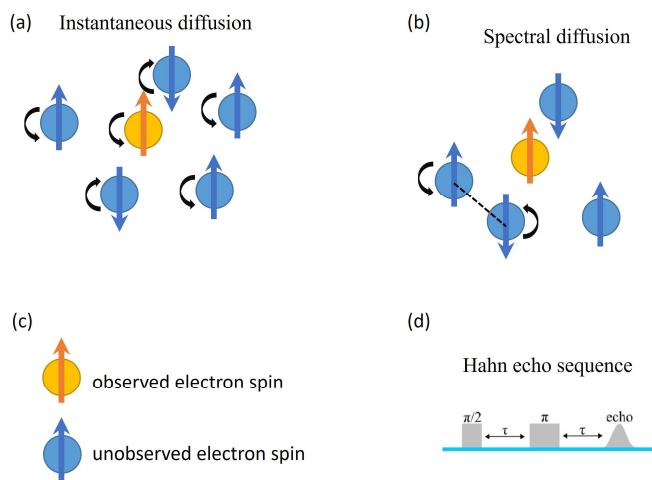 (a)
Instantaneous diffusion
(b)
Spectral diffusion
(c)
observed electron spin
unobserved electron spin
(d)
Hahn echo sequence
π/2 τ π τ echo